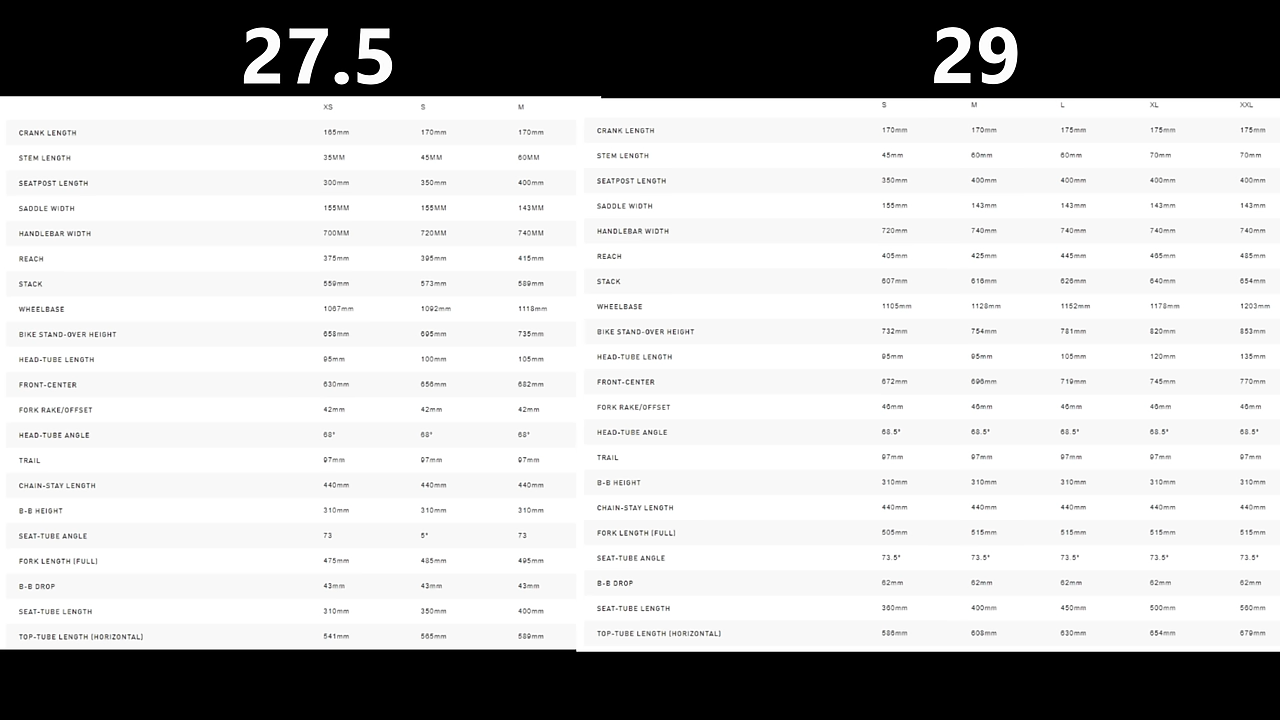 27.5
XS S M
CRANK LENGTH 165mm 170mm 170mm
STEM LENGTH 35MM 45MM 60MM
SEATPOST LENGTH 300mm 350mm 400mm
SADDLE WIDTH 155MM 155MM 143MM
HANDLEBAR WIDTH 700MM 720MM 740MM
REACH 375mm 395mm 415mm
STACK 559mm 573mm 589mm
WHEELBASE 1067mm 1092mm 1118mm
BIKE STAND-OVER HEIGHT 658mm 695mm 735mm
HEAD-TUBE LENGTH 95mm 100mm 105mm
FRONT-CENTER 630mm 656mm 682mm
FORK RAKE/OFFSET 42mm 42mm 42mm
HEAD-TUBE ANGLE 68° 68° 68°
TRAIL 97mm 97mm 97mm
CHAIN-STAY LENGTH 440mm 440mm 440mm
B-B HEIGHT 310mm 310mm 310mm
SEAT-TUBE ANGLE 73 5° 73
FORK LENGTH (FULL) 475mm 485mm 495mm
B-B DROP 43mm 43mm 43mm
SEAT-TUBE LENGTH 310mm 350mm 400mm
TOP-TUBE LENGTH (HORIZONTAL) 541mm 565mm 589mm
29
S M L XL XXL
CRANK LENGTH 170mm 170mm 175mm 175mm 175mm
STEM LENGTH 45mm 60mm 60mm 70mm 70mm
SEATPOST LENGTH 350mm 400mm 400mm 400mm 400mm
SADDLE WIDTH 155mm 143mm 143mm 143mm 143mm
HANDLEBAR WIDTH 720mm 740mm 740mm 740mm 740mm
REACH 405mm 425mm 445mm 465mm 485mm
STACK 607mm 616mm 626mm 640mm 654mm
WHEELBASE 1105mm 1128mm 1152mm 1178mm 1203mm
BIKE STAND-OVER HEIGHT 732mm 754mm 781mm 820mm 853mm
HEAD-TUBE LENGTH 95mm 95mm 105mm 120mm 135mm
FRONT-CENTER 672mm 696mm 719mm 745mm 770mm
FORK RAKE/OFFSET 46mm 46mm 46mm 46mm 46mm
HEAD-TUBE ANGLE 68.5° 68.5° 68.5° 68.5° 68.5°
TRAIL 97mm 97mm 97mm 97mm 97mm
B-B HEIGHT 310mm 310mm 310mm 310mm 310mm
CHAIN-STAY LENGTH 440mm 440mm 440mm 440mm 440mm
FORK LENGTH (FULL) 505mm 515mm 515mm 515mm 515mm
SEAT-TUBE ANGLE 73.5° 73.5° 73.5° 73.5° 73.5°
B-B DROP 62mm 62mm 62mm 62mm 62mm
SEAT-TUBE LENGTH 360mm 400mm 450mm 500mm 560mm
TOP-TUBE LENGTH (HORIZONTAL) 586mm 608mm 630mm 654mm 679mm